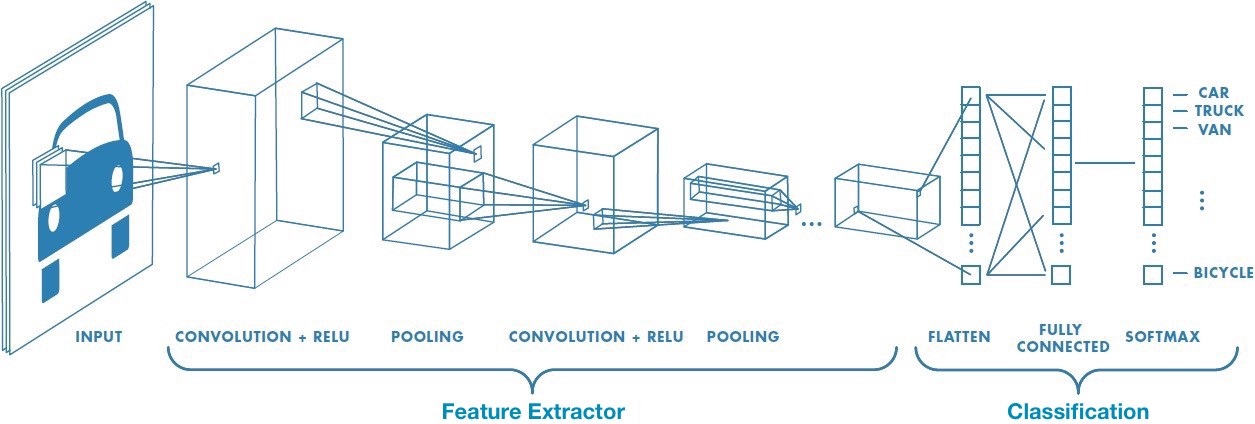 CAR
TRUCK
VAN
BICYCLE
INPUT
CONVOLUTION + RELU
POOLING
CONVOLUTION + RELU
POOLING
FLATTEN
FULLY
CONNECTED
SOFTMAX
Feature Extractor
Classification